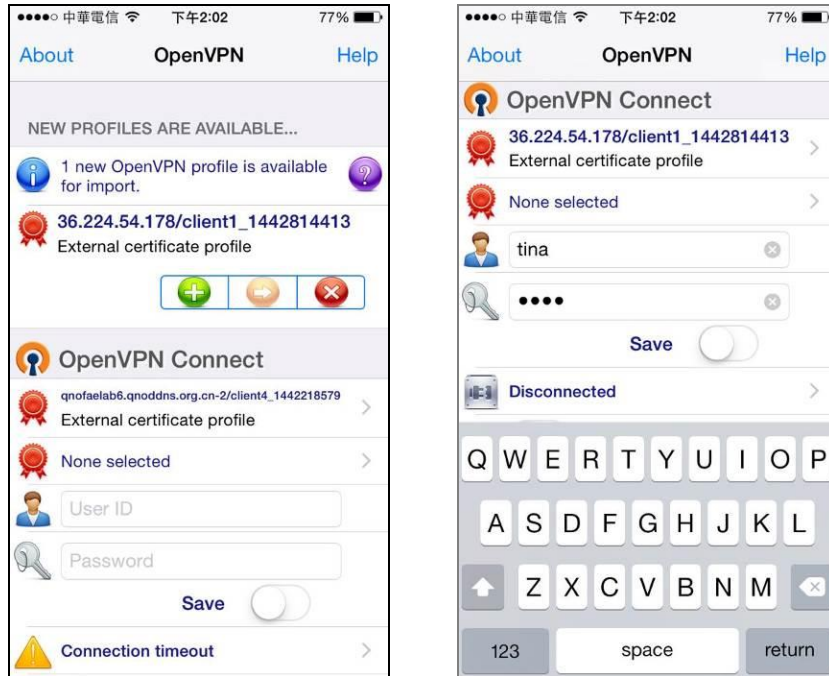 中華電信 下午2:02 77%
About OpenVPN Help
NEW PROFILES ARE AVAILABLE...
1 new OpenVPN profile is available
for import.
36.224.54.178/client1_1442814413
External certificate profile
OpenVPN Connect
qnofaelab6.qnoddns.org.cn-2/client4_1442218579
External certificate profile
None selected
User ID
Password
Save
Connection timeout
中華電信 下午2:02 77%
About OpenVPN Help
OpenVPN Connect
36.224.54.178/client1_1442814413
External certificate profile
None selected
tina
••••
Save
Disconnected
Q W E R T Y U I O P
A S D F G H J K L
Z X C V B N M
123 space return